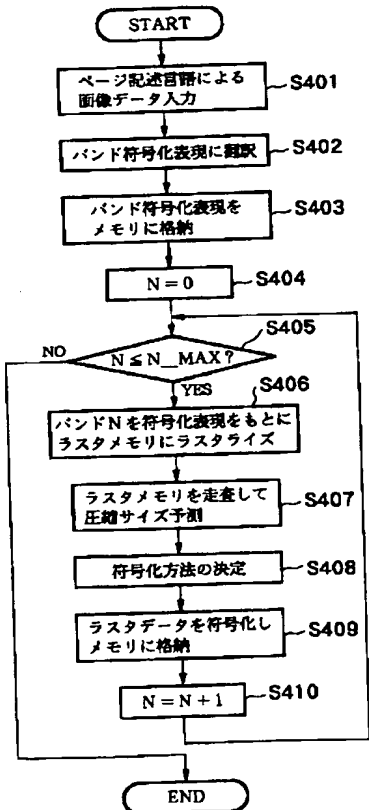 START
ページ記述言語による
画像データ入力
S401
バンド符号化表現に翻訳
S402
バンド符号化表現を
メモリに格納
S403
N=0
S404
N≦N_MAX?
S405
NO
YES
S406
バンドNを符号化表現をもとに
ラスタメモリにラスタライズ
ラスタメモリを走査して
圧縮サイズ予測
S407
符号化方法の決定
S408
ラスタデータを符号化し
メモリに格納
S409
N=N+1
S410
END